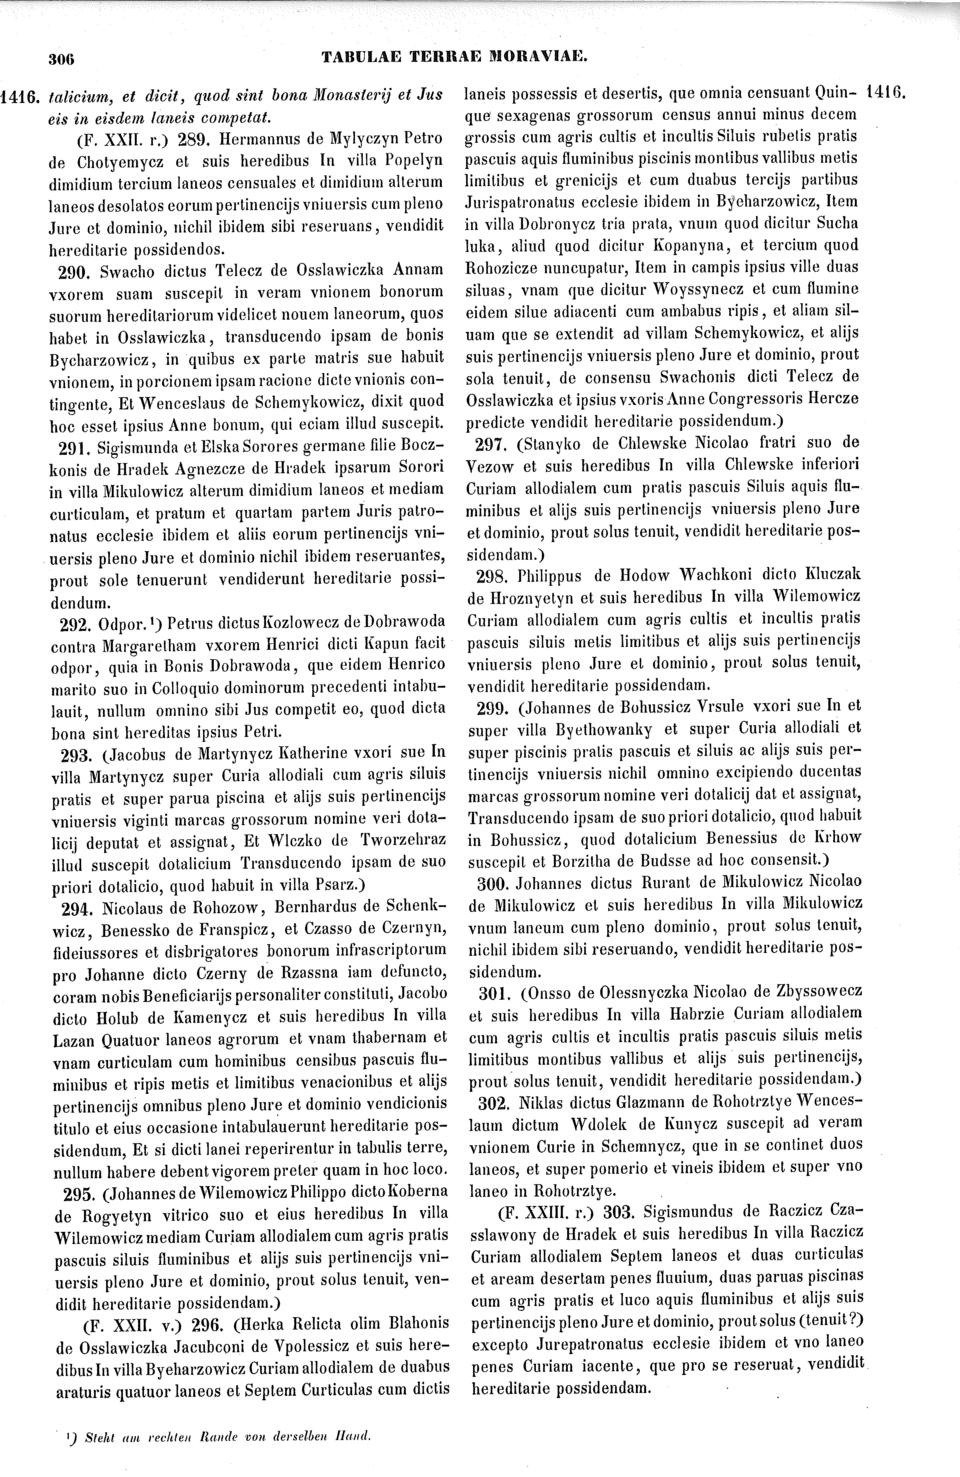 306 TABULAE TERRAE MORAVIAE.
1416. talicium, et dicit, quod sint bona Monasterij et Jus
eis in eisdem laneis competat.
(F. XXII. r.) 289. Hermannus de Mylyczyn Petro
de Chotyemycz et suis heredibus In villa Popelyn
dimidium tercium laneos censuales et dimidium alterum
laneos desolatos eorum pertinencijs vniuersis cum pleno
Jure et dominio, nichil ibidem sibi reseruans, vendidit
hereditarie possidendos.
290. Swacho dictus Telecz de Osslawiczka Annam
vxorem suam suscepit in veram vnionem bonorum
suorum hereditariorum videlicet nouem laneorum, quos
habet in Osslawiczka, transducendo ipsam de bonis
Bycharzowicz, in quibus ex parte matris sue habuit
vnionem, in porcionem ipsam racione dicte vnionis con-
tingente, Et Wenceslaus de Schemykowicz, dixit quod
hoc esset ipsius Anne bonum, qui eciam illud suscepit.
291. Sigismunda et Elska Sorores germane filie Bocz-
konis de Hradek Agnezcze de Hradek ipsarum Sorori
in villa Mikulowicz alterum dimidium laneos et mediam
curticulam, et pratum et quartam partem Juris patro-
natus ecclesie ibidem et aliis eorum pertinencijs vni-
uersis pleno Jure et dominio nichil ibidem reseruantes,
prout sole tenuerunt vendiderunt hereditarie possi-
dendum.
292. Odpor. ¹) Petrus dictus Kozlowecz de Dobrawoda
contra Margaretham vxorem Henrici dicti Kapun facit
odpor, quia in Bonis Dobrawoda, que eidem Henrico
marito suo in Colloquio dominorum precedenti intabu-
lauit, nullum omnino sibi Jus competit eo, quod dicta
bona sint hereditas ipsius Petri.
293. (Jacobus de Martynycz Katherine vxori sue In
villa Martynycz super Curia allodiali cum agris siluis
pratis et super parua piscina et alijs suis pertinencijs
vniuersis viginti marcas grossorum nomine veri dota-
licij deputat et assignat, Et Wlczko de Tworzehraz
illud suscepit dotalicium Transducendo ipsam de suo
priori dotalicio, quod habuit in villa Psarz.)
294. Nicolaus de Rohozow, Bernhardus de Schenk-
wicz, Benessko de Franspicz, et Czasso de Czernyn,
fideiussores et disbrigatores bonorum infrascriptorum
pro Johanne dicto Czerny de Rzassna iam defuncto,
coram nobis Beneficiarijs personaliter constituti, Jacobo
dicto Holub de Kamenycz et suis heredibus In villa
Lazan Quatuor laneos agrorum et vnam thabernam et
vnam curticulam cum hominibus censibus pascuis flu-
minibus et ripis metis et limitibus venacionibus et alijs
pertinencijs omnibus pleno Jure et dominio vendicionis
titulo et eius occasione intabulauerunt hereditarie pos-
sidendum, Et si dicti lanei reperirentur in tabulis terre,
nullum habere debent vigorem preter quam in hoc loco.
295. (Johannes de Wilemowicz Philippo dicto Koberna
de Rogyetyn vitrico suo et eius heredibus In villa
Wilemowicz mediam Curiam allodialem cum agris pratis
pascuis siluis fluminibus et alijs suis pertinencijs vni-
uersis pleno Jure et dominio, prout solus tenuit, ven-
didit hereditarie possidendam.)
(F. XXII. v.) 296. (Herka Relicta olim Blahonis
de Osslawiczka Jacubconi de Vpolessicz et suis here-
dibus In villa Byeharzowicz Curiam allodialem de duabus
araturis quatuor laneos et Septem Curticulas cum dictis
laneis possessis et desertis, que omnia censuant Quin- 1416.
que sexagenas grossorum census annui minus decem
grossis cum agris cultis et incultis Siluis rubetis pratis
pascuis aquis fluminibus piscinis montibus vallibus metis
limitibus et grenicijs et cum duabus tercijs partibus
Jurispatronatus ecclesie ibidem in Byeharzowicz, Item
in villa Dobronycz tria prata, vnum quod dicitur Sucha
luka, aliud quod dicitur Kopanyna, et tercium quod
Rohozicze nuncupatur, Item in campis ipsius ville duas
siluas, vnam que dicitur Woyssynecz et cum flumine
eidem silue adiacenti cum ambabus ripis, et aliam sil-
uam que se extendit ad villam Schemykowicz, et alijs
suis pertinencijs vniuersis pleno Jure et dominio, prout
sola tenuit, de consensu Swachonis dicti Telecz de
Osslawiczka et ipsius vxoris Anne Congressoris Hercze
predicte vendidit hereditarie possidendum.)
297. (Stanyko de Chlewske Nicolao fratri suo de
Vezow et suis heredibus In villa Chlewske inferiori
Curiam allodialem cum pratis pascuis Siluis aquis flu-
minibus et alijs suis pertinencijs vniuersis pleno Jure
et dominio, prout solus tenuit, vendidit hereditarie pos-
sidendam.)
298. Philippus de Hodow Wachkoni dicto Kluczak
de Hroznyetyn et suis heredibus In villa Wilemowicz
Curiam allodialem cum agris cultis et incultis pratis
pascuis siluis metis limitibus et alijs suis pertinencijs
vniuersis pleno Jure et dominio, prout solus tenuit,
vendidit hereditarie possidendam.
299. (Johannes de Bohussicz Vrsule vxori sue In et
super villa Byethowanky et super Curia allodiali et
super piscinis pratis pascuis et siluis ac alijs suis per-
tinencijs vniuersis nichil omnino excipiendo ducentas
marcas grossorum nomine veri dotalicij dat et assignat,
Transducendo ipsam de suo priori dotalicio, quod habuit
in Bohussicz, quod dotalicium Benessius de Krhow
suscepit et Borzitha de Budsse ad hoc consensit.)
300. Johannes dictus Rurant de Mikulowicz Nicolao
de Mikulowicz et suis heredibus In villa Mikulowicz
vnum laneum cum pleno dominio, prout solus tenuit,
nichil ibidem sibi reseruando, vendidit hereditarie pos-
sidendum.
301. (Onsso de Olessnyczka Nicolao de Zbyssowecz
et suis heredibus In villa Habrzie Curiam allodialem
cum agris cultis et incultis pratis pascuis siluis metis
limitibus montibus vallibus et alijs suis pertinencijs,
prout solus tenuit, vendidit hereditarie possidendam.)
302. Niklas dictus Glazmann de Rohotrztye Wences-
laum dictum Wdolek de Kunycz suscepit ad veram
vnionem Curie in Schemnycz, que in se continet duos
laneos, et super pomerio et vineis ibidem et super vno
laneo in Rohotrztye.
(F. XXIII. r.) 303. Sigismundus de Raczicz Cza-
sslawony de Hradek et suis heredibus In villa Raczicz
Curiam allodialem Septem laneos et duas curticulas
et aream desertam penes fluuium, duas paruas piscinas
cum agris pratis et luco aquis fluminibus et alijs suis
pertinencijs pleno Jure et dominio, prout solus (tenuit?)
excepto Jurepatronatus ecclesie ibidem et vno laneo
penes Curiam iacente, que pro se reseruat, vendidit
hereditarie possidendam.
¹) Steht am rechten Rande von derselben Hand.